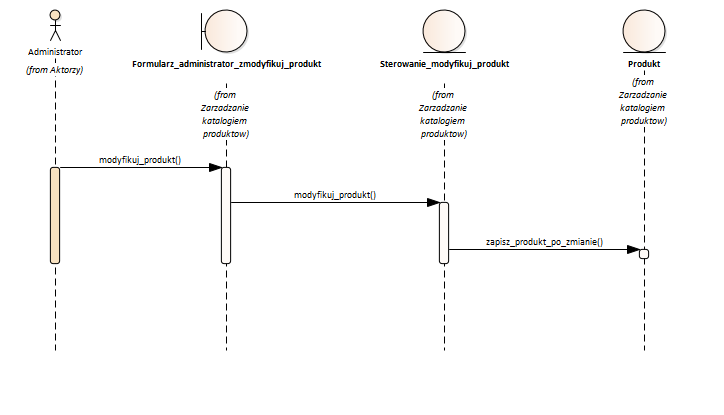 Administrator
(from Aktorzy)
Formularz_administrator_zmodyfikuj_produkt
(from
Zarzadzanie
katalogiem
produktow)
Sterowanie_modyfikuj_produkt
(from
Zarzadzanie
katalogiem
produktow)
Produkt
(from
Zarzadzanie
katalogiem
produktow)
modyfikuj_produkt()
modyfikuj_produkt()
zapisz_produkt_po_zmianie()